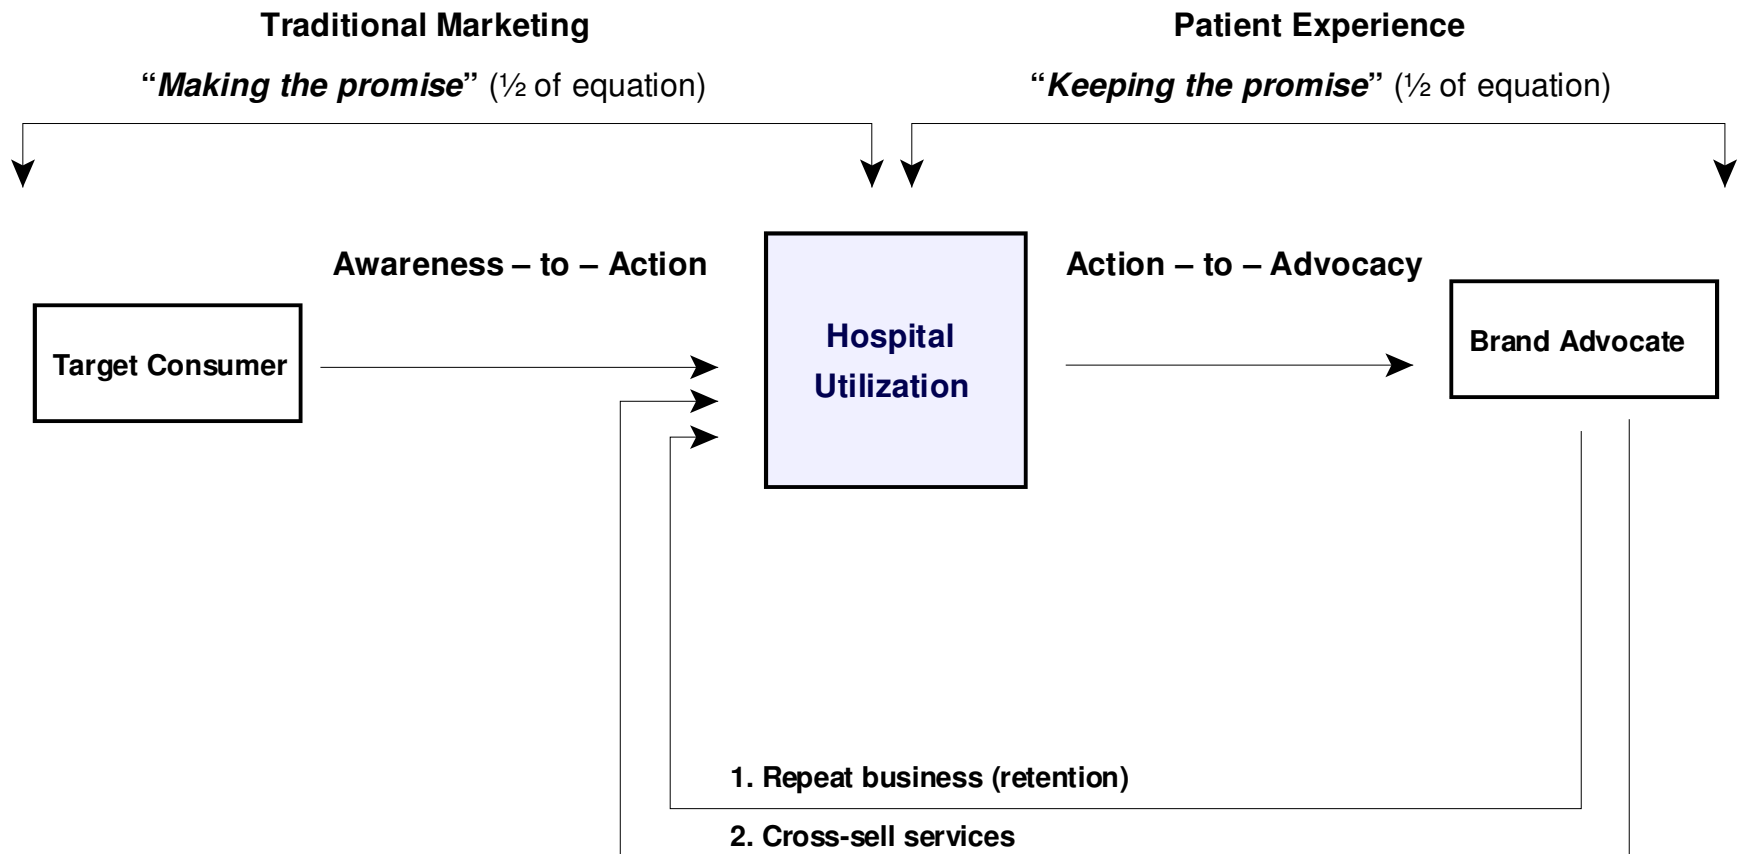 Traditional Marketing
Patient Experience
“Making the promise” (½ of equation)
“Keeping the promise” (½ of equation)
Awareness – to – Action
Action – to – Advocacy
Target Consumer
Hospital
Utilization
Brand Advocate
1. Repeat business (retention)
2. Cross-sell services